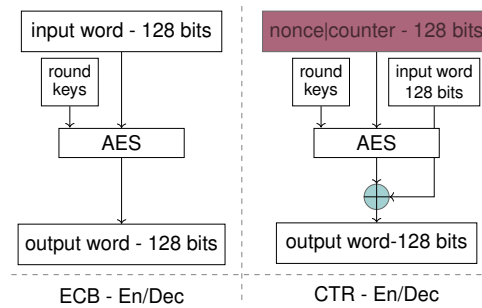 input word - 128 bits
round
keys
AES
output word - 128 bits
ECB - En/Dec
nonce|counter - 128 bits
round
keys
input word
128 bits
AES
output word-128 bits
CTR - En/Dec